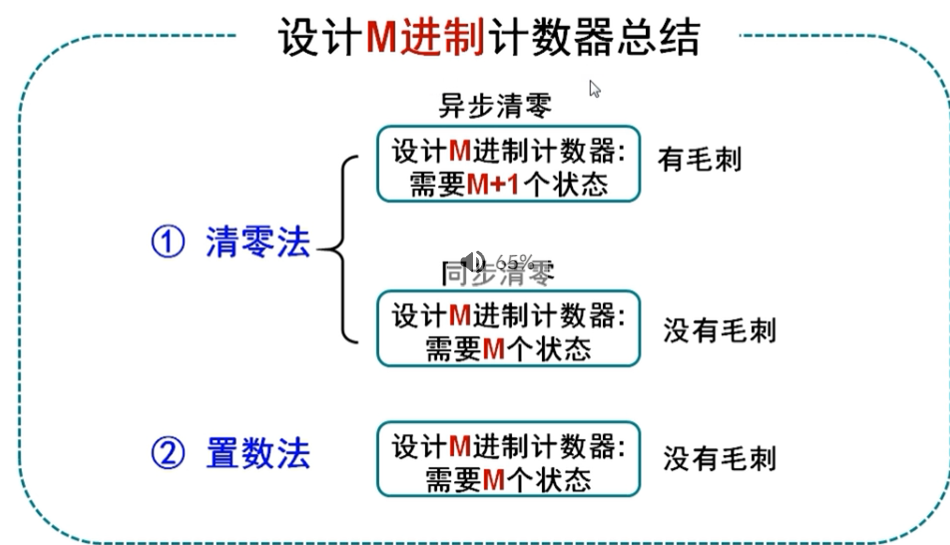 设计M进制计数器总结
异步清零
设计M进制计数器:
需要M+1个状态
有毛刺
① 清零法
65%
同步清零
设计M进制计数器:
需要M个状态
没有毛刺
② 置数法
设计M进制计数器:
需要M个状态
没有毛刺